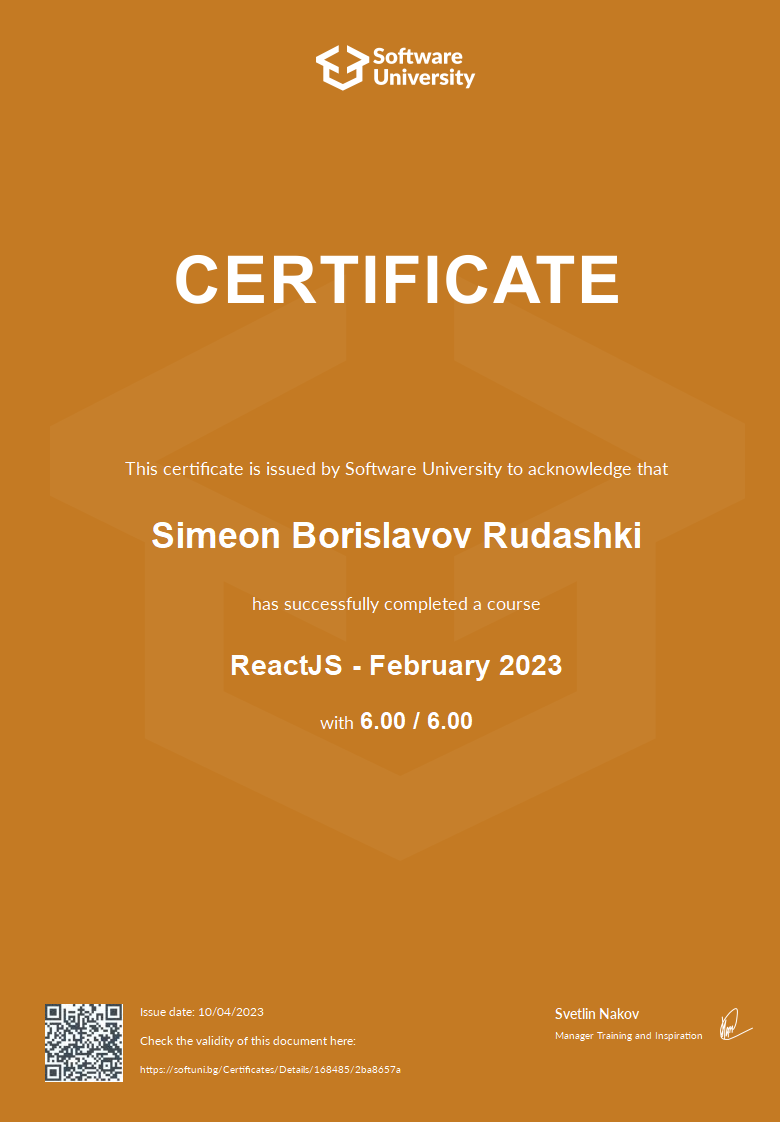 Software
University
CERTIFICATE
This certificate is issued by Software University to acknowledge that
Simeon Borislavov Rudashki
has successfully completed a course
ReactJS - February 2023
with 6.00 / 6.00
Issue date: 10/04/2023
Check the validity of this document here:
https://softuni.bg/Certificates/Details/168485/2ba8657a
Svetlin Nakov
Manager Training and Inspiration